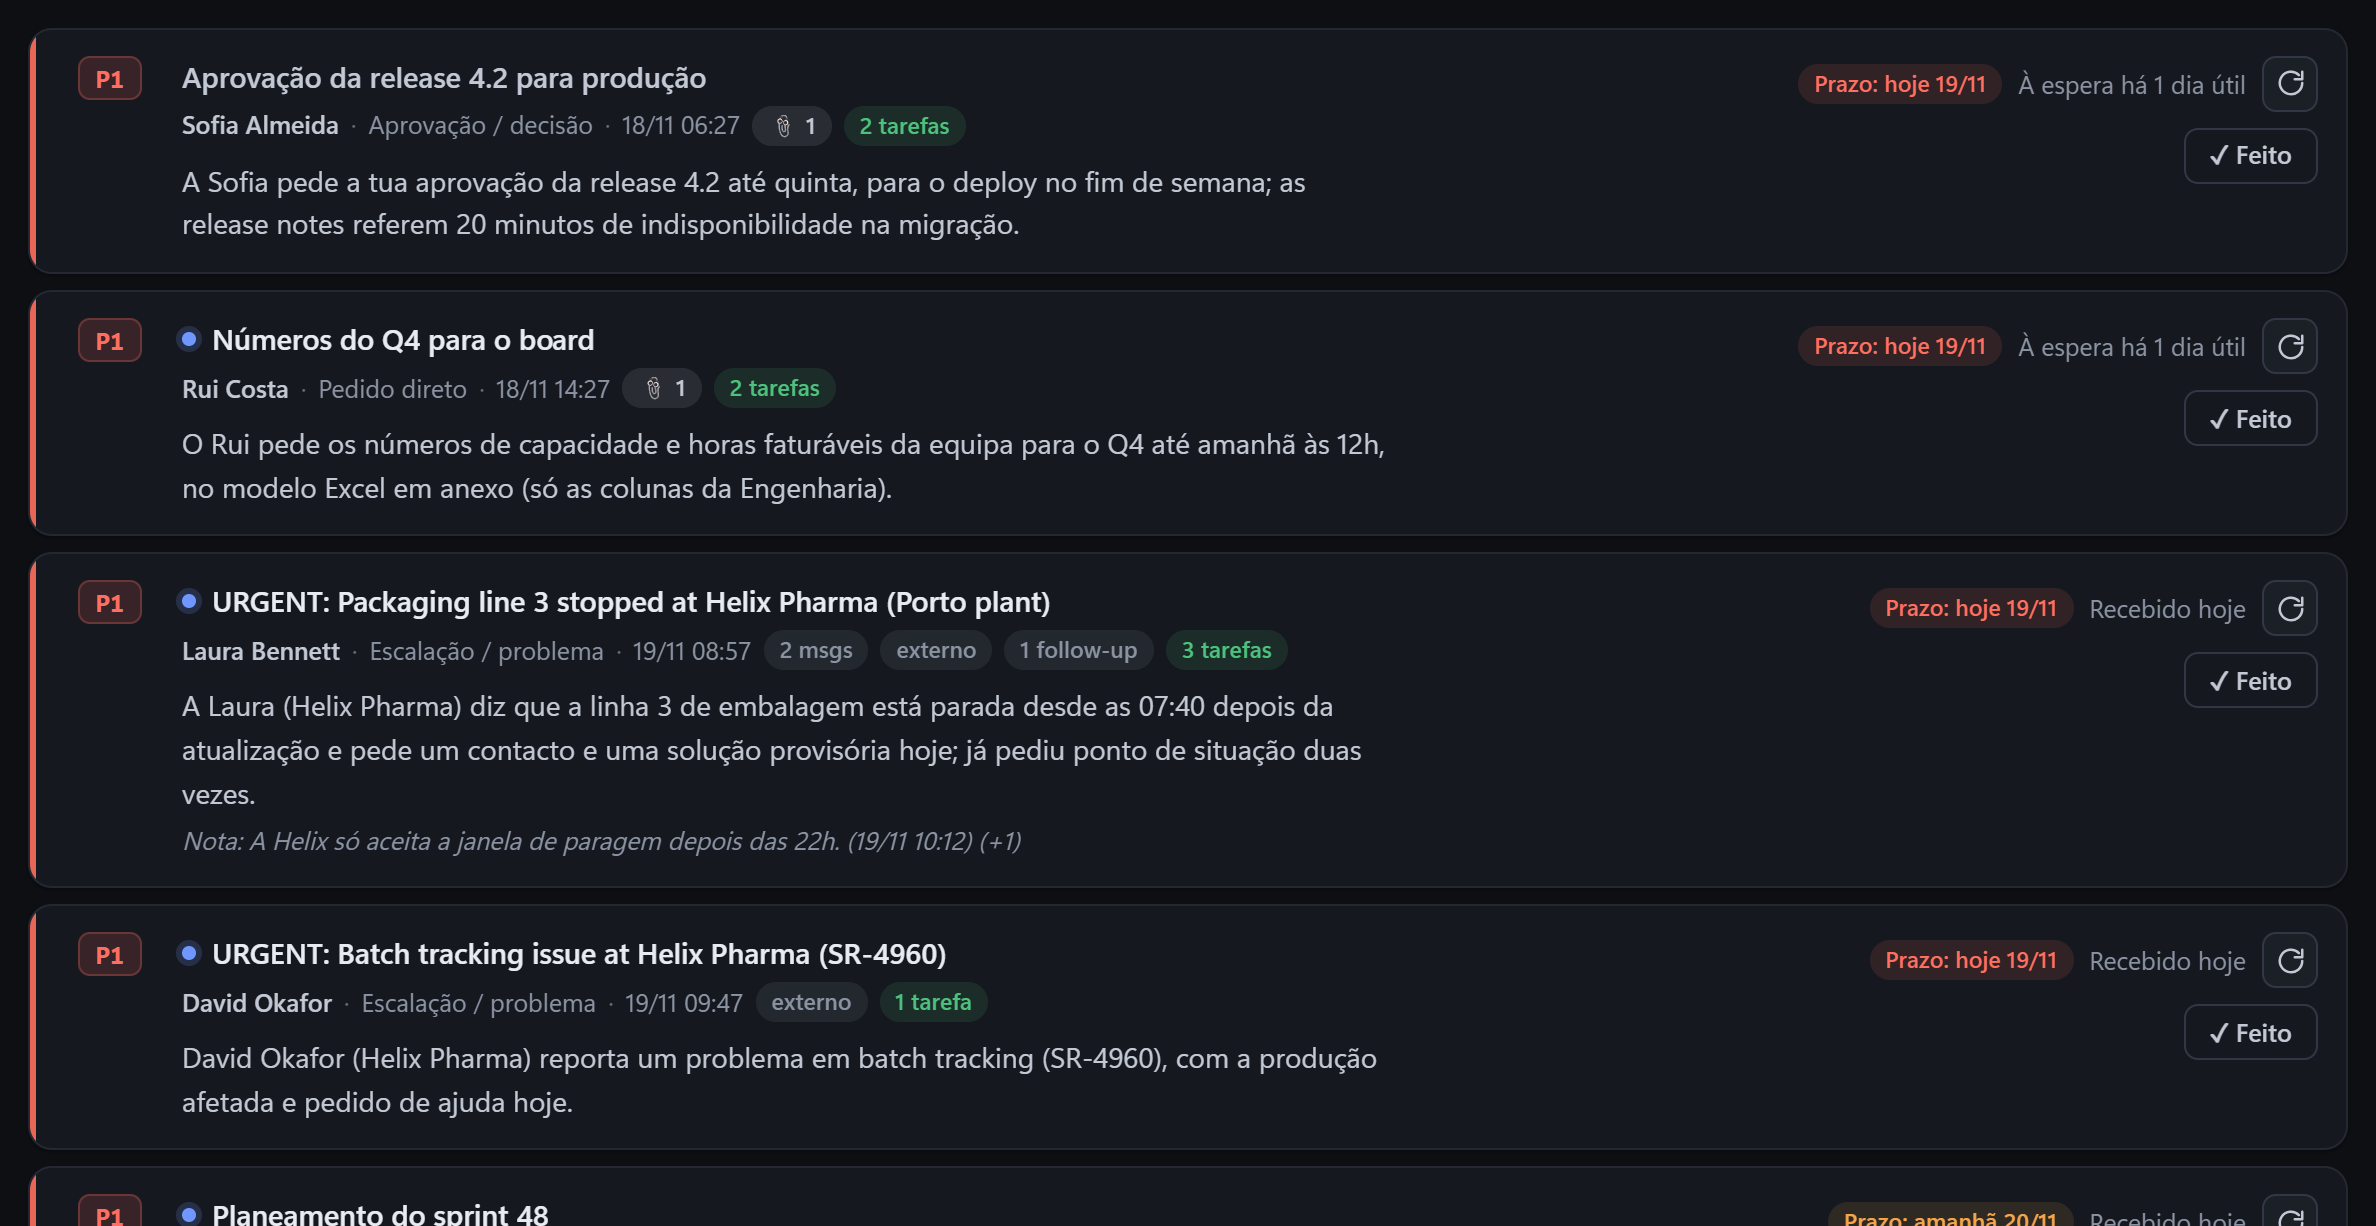 P1 Aprovação da release 4.2 para produção Prazo: hoje 19/11 À espera há 1 dia útil
Sofia Almeida · Aprovação / decisão · 18/11 06:27 1 2 tarefas ✓ Feito
A Sofia pede a tua aprovação da release 4.2 até quinta, para o deploy no fim de semana; as
release notes referem 20 minutos de indisponibilidade na migração.
P1 Números do Q4 para o board Prazo: hoje 19/11 À espera há 1 dia útil
Rui Costa · Pedido direto · 18/11 14:27 1 2 tarefas ✓ Feito
O Rui pede os números de capacidade e horas faturáveis da equipa para o Q4 até amanhã às 12h,
no modelo Excel em anexo (só as colunas da Engenharia).
P1 URGENT: Packaging line 3 stopped at Helix Pharma (Porto plant) Prazo: hoje 19/11 Recebido hoje
Laura Bennett · Escalação / problema · 19/11 08:57 2 msgs externo 1 follow-up 3 tarefas ✓ Feito
A Laura (Helix Pharma) diz que a linha 3 de embalagem está parada desde as 07:40 depois da
atualização e pede um contacto e uma solução provisória hoje; já pediu ponto de situação duas
vezes.
Nota: A Helix só aceita a janela de paragem depois das 22h. (19/11 10:12) (+1)
P1 URGENT: Batch tracking issue at Helix Pharma (SR-4960) Prazo: hoje 19/11 Recebido hoje
David Okafor · Escalação / problema · 19/11 09:47 externo 1 tarefa ✓ Feito
David Okafor (Helix Pharma) reporta um problema em batch tracking (SR-4960), com a produção
afetada e pedido de ajuda hoje.
P1 Planeamento do sprint 48 Prazo: amanhã 20/11 Recebido hoje